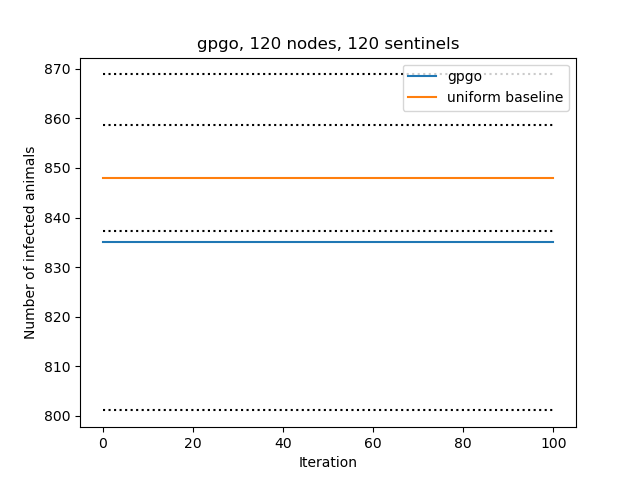 gpgo, 120 nodes, 120 sentinels
gpgo
uniform baseline
870
860
850
840
830
820
810
800
Number of infected animals
0 20 40 60 80 100
Iteration